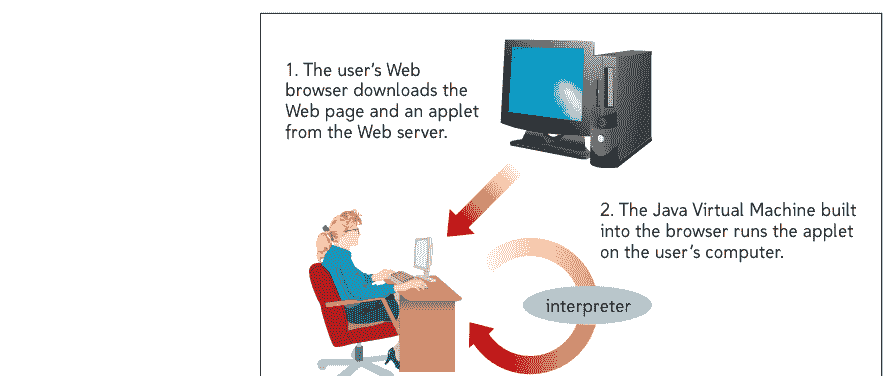 1. The user's Web
browser downloads the
Web page and an applet
from the Web server.
2. The Java Virtual Machine built
into the browser runs the applet
on the user's computer.
interpreter